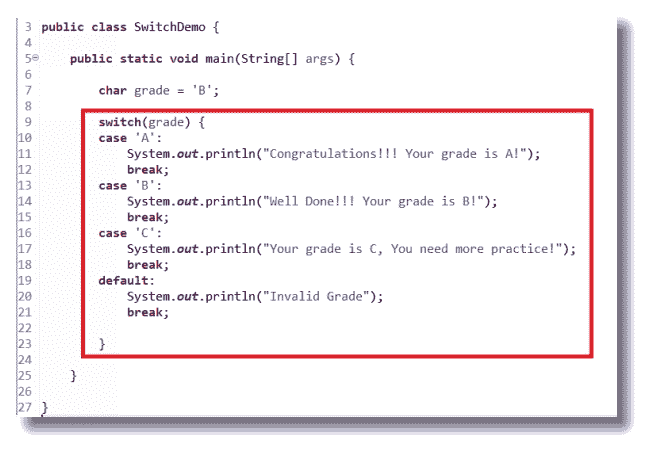 3 public class SwitchDemo {
4
5 public static void main(String[] args) {
6
7 char grade = 'B';
8
9 switch(grade) {
10 case 'A':
11 System.out.println("Congratulations!!! Your grade is A!");
12 break;
13 case 'B':
14 System.out.println("Well Done!!! Your grade is B!");
15 break;
16 case 'C':
17 System.out.println("Your grade is C, You need more practice!");
18 break;
19 default:
20 System.out.println("Invalid Grade");
21 break;
22
23 }
24
25 }
26
27 }